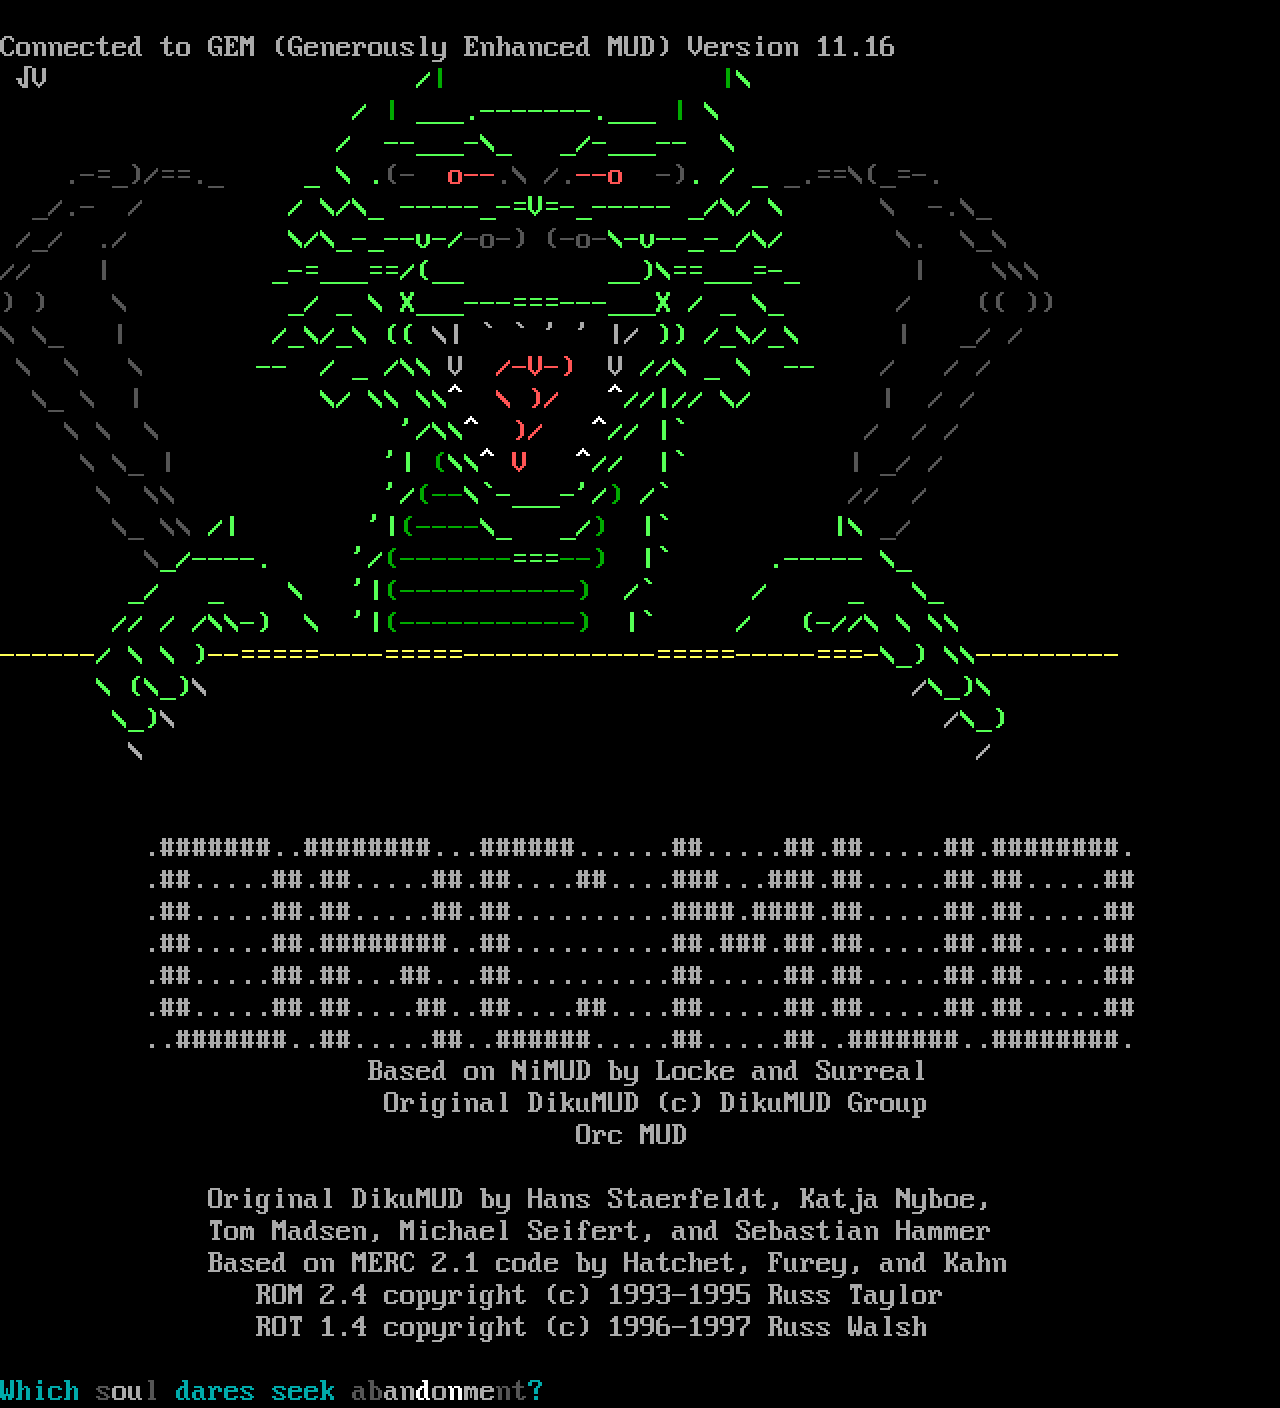 Connected to GEM (Generously Enhanced MUD) Version 11.16
√V
ORCMUD
Based on NiMUD by Locke and Surreal
Original DikuMUD (c) DikuMUD Group
Orc MUD
Original DikuMUD by Hans Staerfeldt, Katja Nyboe,
Tom Madsen, Michael Seifert, and Sebastian Hammer
Based on MERC 2.1 code by Hatchet, Furey, and Kahn
ROM 2.4 copyright (c) 1993-1995 Russ Taylor
ROT 1.4 copyright (c) 1996-1997 Russ Walsh
Which soul dares seek abandonment?